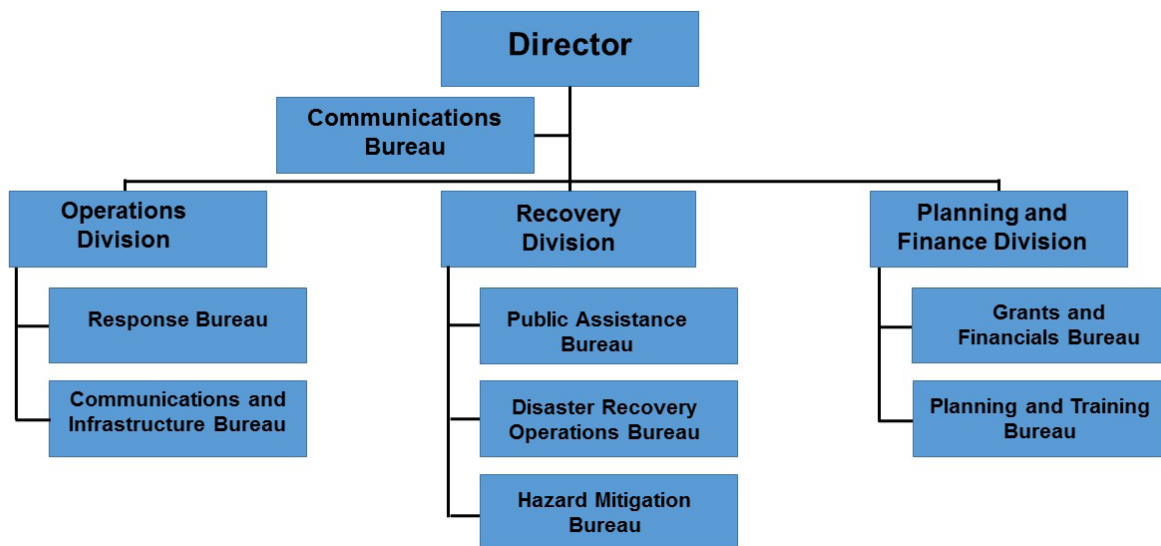 Director
Communications
Bureau
Operations
Division
Response Bureau
Communications and
Infrastructure Bureau
Recovery
Division
Public Assistance
Bureau
Disaster Recovery
Operations Bureau
Hazard Mitigation
Bureau
Planning and
Finance Division
Grants and
Financials Bureau
Planning and Training
Bureau